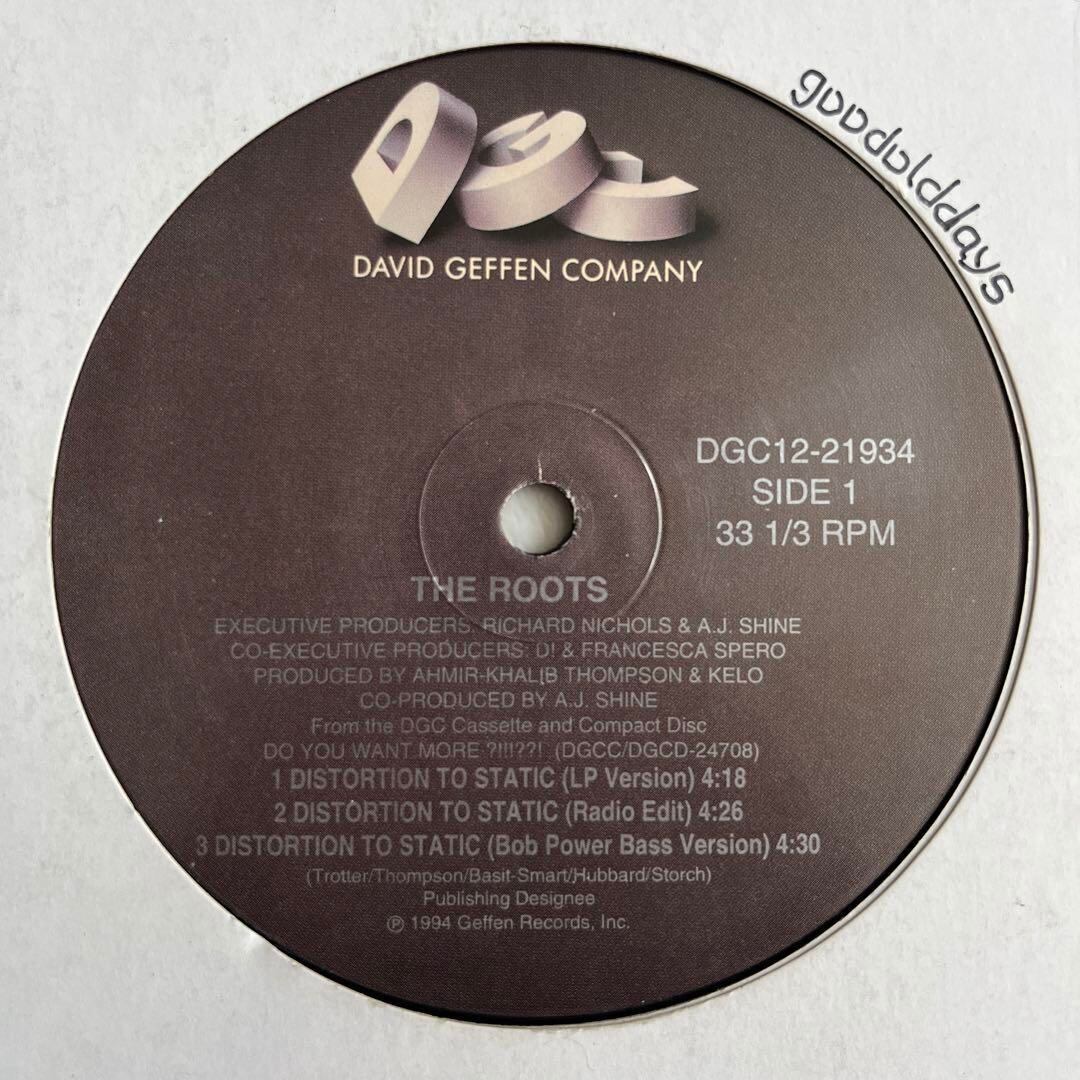 goodolddays
DGC
DAVID GEFFEN COMPANY
DGC12-21934
SIDE 1
33 1/3 RPM
THE ROOTS
EXECUTIVE PRODUCERS: RICHARD NICHOLS & A.J. SHINE
CO-EXECUTIVE PRODUCERS: D! & FRANCESCA SPERO
PRODUCED BY AHMIR-KHAL[B THOMPSON & KELO
CO-PRODUCED BY A.J. SHINE
From the DGC Cassette and Compact Disc
DO YOU WANT MORE ?!!!??! (DGCC/DGCD-24708)
1 DISTORTION TO STATIC (LP Version) 4:18
2 DISTORTION TO STATIC (Radio Edit) 4:26
3 DISTORTION TO STATIC (Bob Power Bass Version) 4:30
(Trotter/Thompson/Basit-Smart/Hubbard/Storch)
Publishing Designee
℗ 1994 Geffen Records, Inc.